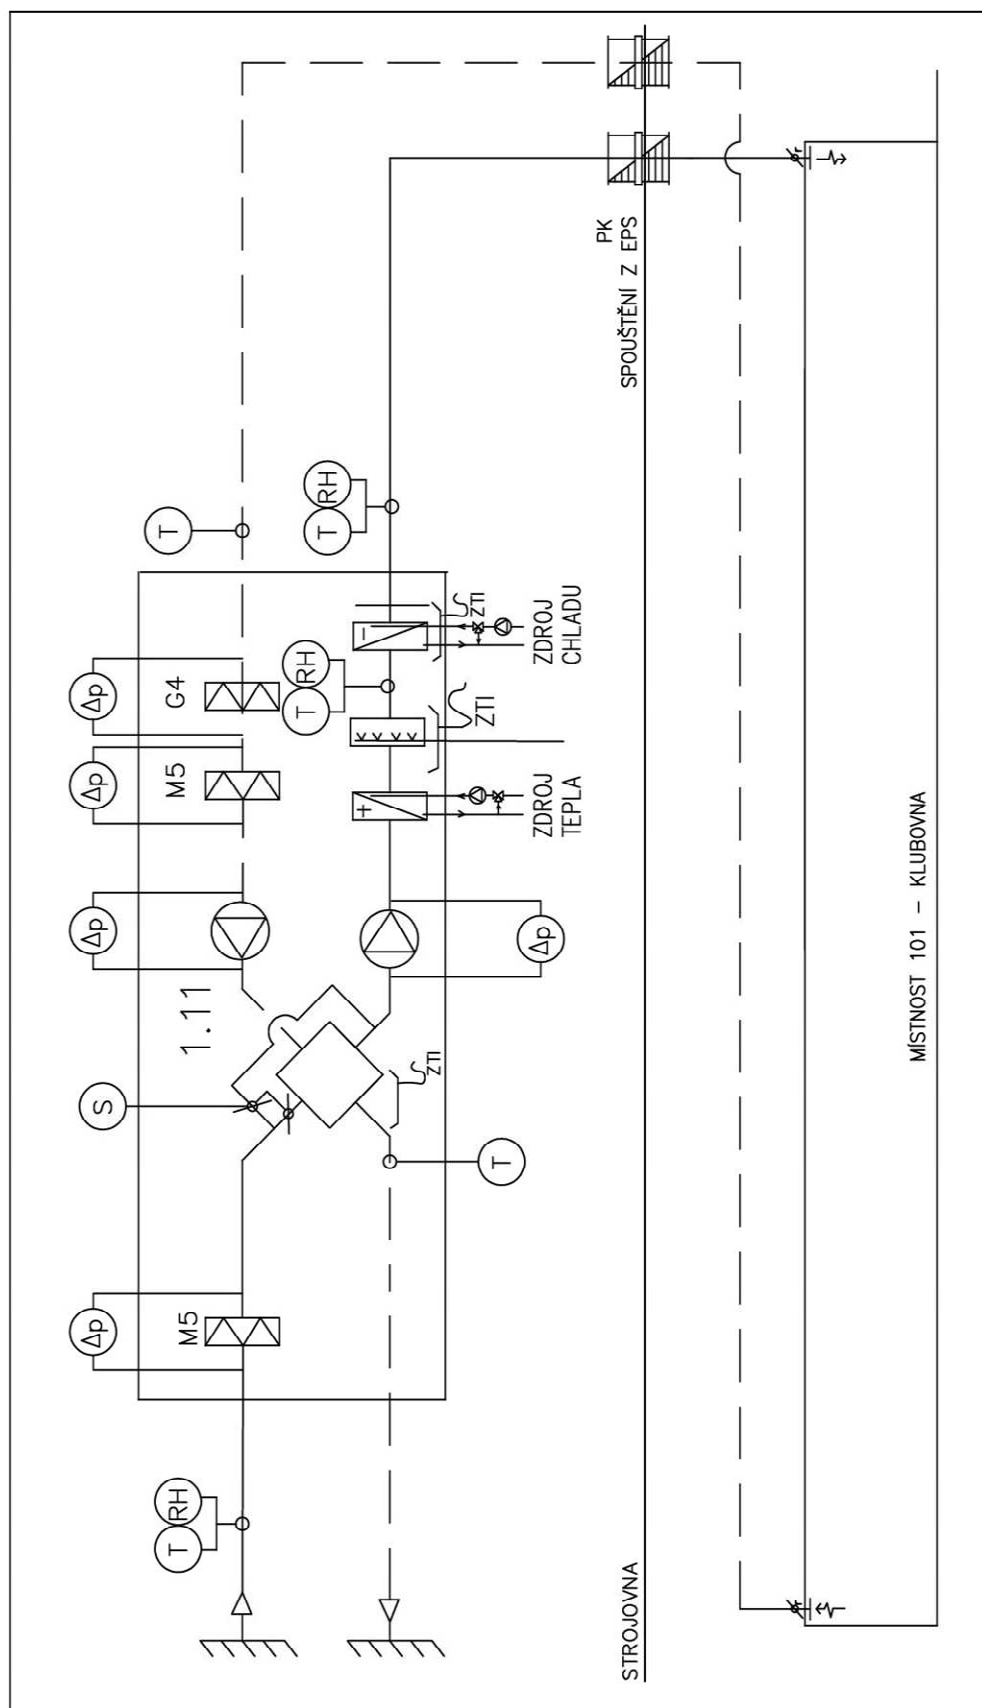 Δp
S
Δp
Δp
Δp
T
T RH
M5
1.11
M5
G4
T RH
T RH
+
−
ZTI
ZTI
ZTI
T
Δp
ZDROJ
TEPLA
ZDROJ
CHLADU
PK
SPOUŠTĚNÍ Z EPS
STROJOVNA
MÍSTNOST 101 – KLUBOVNA